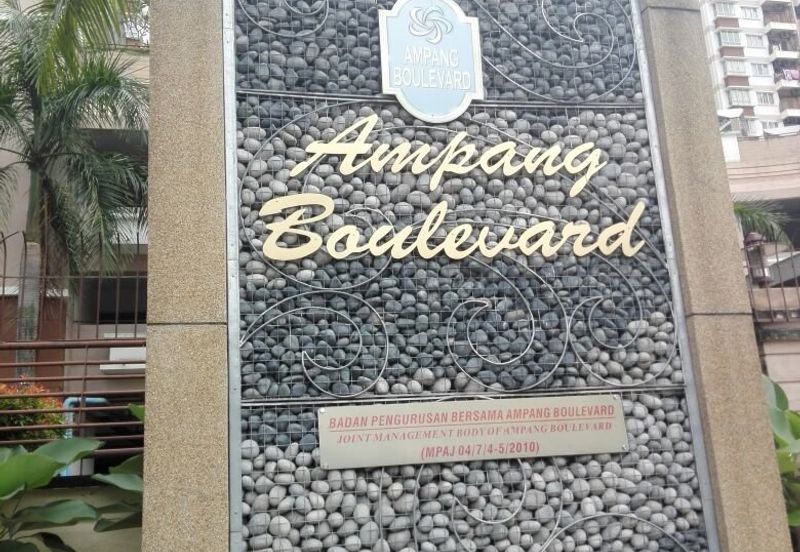 AMPANG
BOULEVARD
Ampang
Boulevard
BADAN PENGURUSAN BERSAMA AMPANG BOULEVARD
JOINT MANAGEMENT BODY OF AMPANG BOULEVARD
(MPAJ 04/7/4-5/2010)